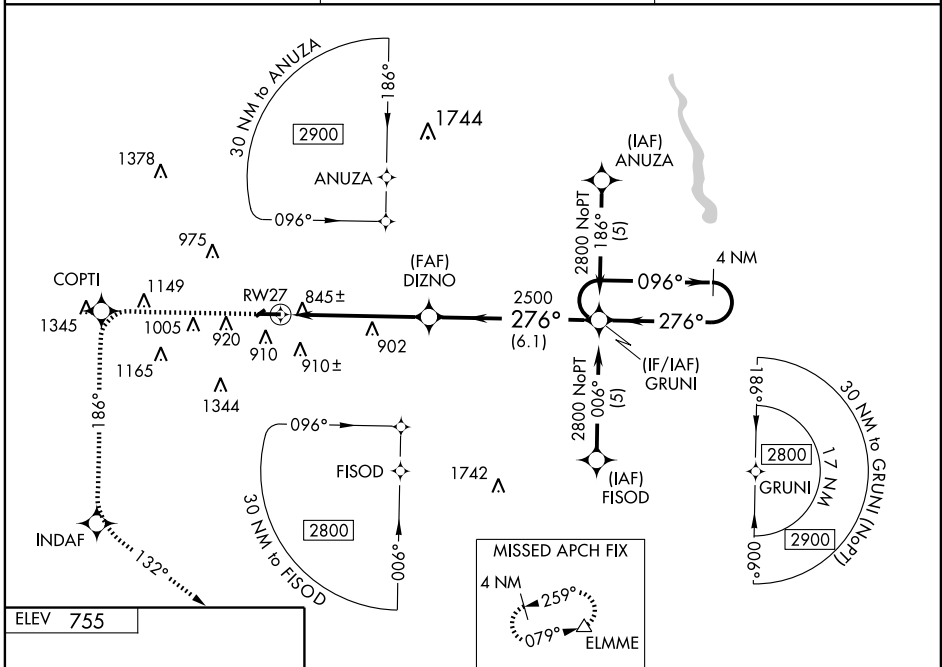 30 NM to ANUZA
186°
2900
1744
1378
ANUZA
096°
(IAF)
ANUZA
2800 NoPT
186°
(5)
975
COPTI
1149
RW27
845±
(FAF)
DIZNO
2500
276°
(6.1)
096°
4 NM
276°
1345
1005
920
910
902
910±
1165
1344
(IF/IAF)
GRUNI
186°
2800 NoPT
006°
(5)
096°
FISOD
2800
006°
30 NM to FISOD
1742
(IAF)
FISOD
186°
2800
GRUNI
17 NM
2900
006°
30 NM to GRUNI (NoPT)
INDAF
132°
MISSED APCH FIX
4 NM
259°
079°
ELMME
ELEV 755